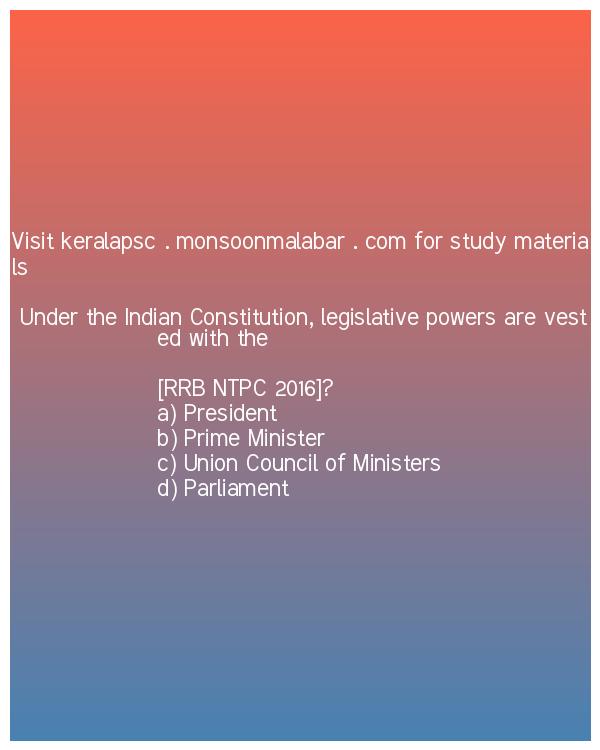 Visit keralapsc . monsoonmalabar . com for study materia
ls
Under the Indian Constitution, legislative powers are vest
ed with the
[RRB NTPC 2016]?
a) President
b) Prime Minister
c) Union Council of Ministers
d) Parliament